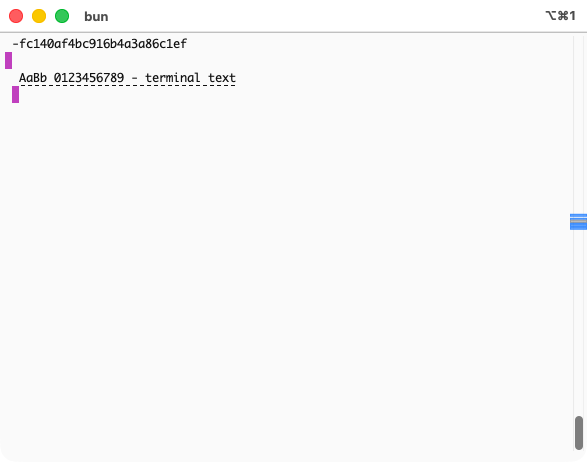 bun
⌥⌘1
-fc140af4bc916b4a3a86c1ef
AaBb 0123456789 - terminal text